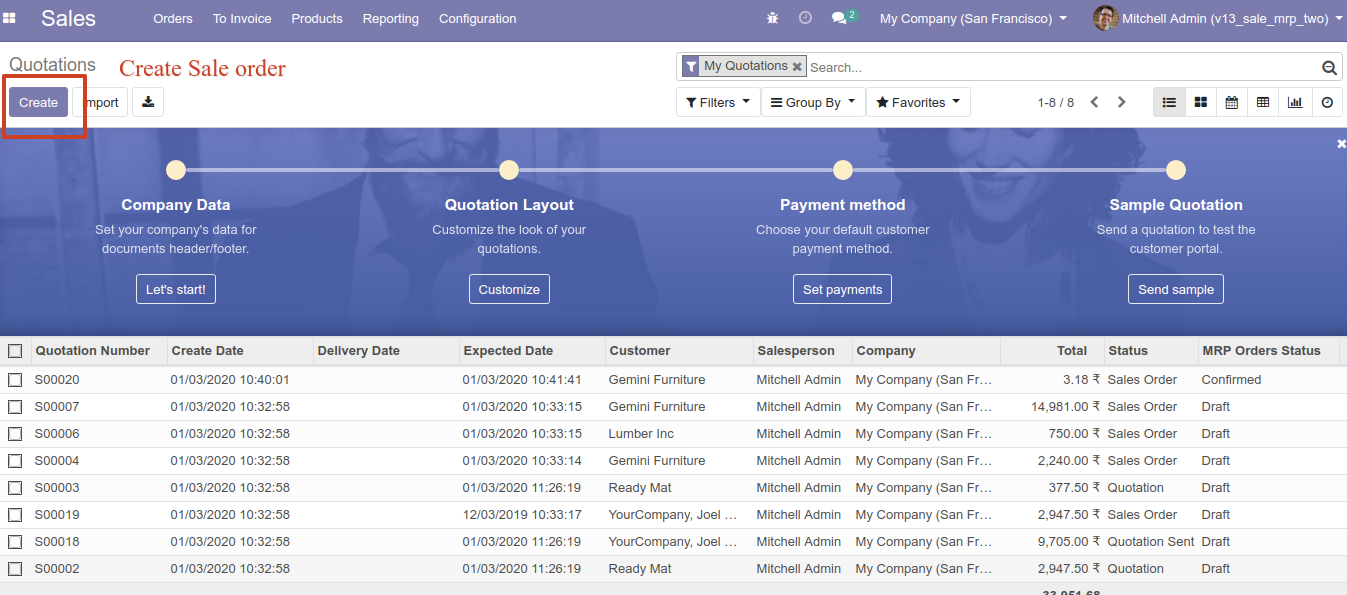 Sales Orders To Invoice Products Reporting Configuration 2 My Company (San Francisco) Mitchell Admin (v13_sale_mrp_two)
Quotations Create Sale order My Quotations Search...
Create Import Filters Group By Favorites 1-8 / 8
Company Data Quotation Layout Payment method Sample Quotation
Set your company's data for Customize the look of your Choose your default customer Send a quotation to test the
documents header/footer. quotations. payment method. customer portal.
Let's start! Customize Set payments Send sample
Quotation Number Create Date Delivery Date Expected Date Customer Salesperson Company Total Status MRP Orders Status
S00020 01/03/2020 10:40:01 01/03/2020 10:41:41 Gemini Furniture Mitchell Admin My Company (San Fr… 3.18 ₹ Sales Order Confirmed
S00007 01/03/2020 10:32:58 01/03/2020 10:33:15 Gemini Furniture Mitchell Admin My Company (San Fr… 14,981.00 ₹ Sales Order Draft
S00006 01/03/2020 10:32:58 01/03/2020 10:33:15 Lumber Inc Mitchell Admin My Company (San Fr… 750.00 ₹ Sales Order Draft
S00004 01/03/2020 10:32:58 01/03/2020 10:33:14 Gemini Furniture Mitchell Admin My Company (San Fr… 2,240.00 ₹ Sales Order Draft
S00003 01/03/2020 10:32:58 01/03/2020 11:26:19 Ready Mat Mitchell Admin My Company (San Fr… 377.50 ₹ Quotation Draft
S00019 01/03/2020 10:32:58 12/03/2019 10:33:17 YourCompany, Joel … Mitchell Admin My Company (San Fr… 2,947.50 ₹ Sales Order Draft
S00018 01/03/2020 10:32:58 01/03/2020 11:26:19 YourCompany, Joel … Mitchell Admin My Company (San Fr… 9,705.00 ₹ Quotation Sent Draft
S00002 01/03/2020 10:32:58 01/03/2020 11:26:19 Ready Mat Mitchell Admin My Company (San Fr… 2,947.50 ₹ Quotation Draft